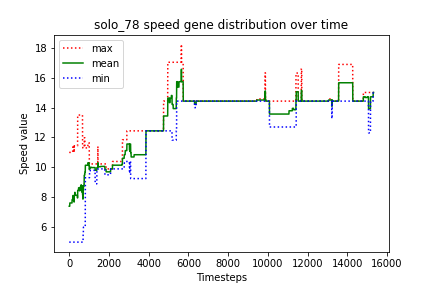 solo_78 speed gene distribution over time
max
mean
min
Speed value
18
16
14
12
10
8
6
0 2000 4000 6000 8000 10000 12000 14000 16000
Timesteps